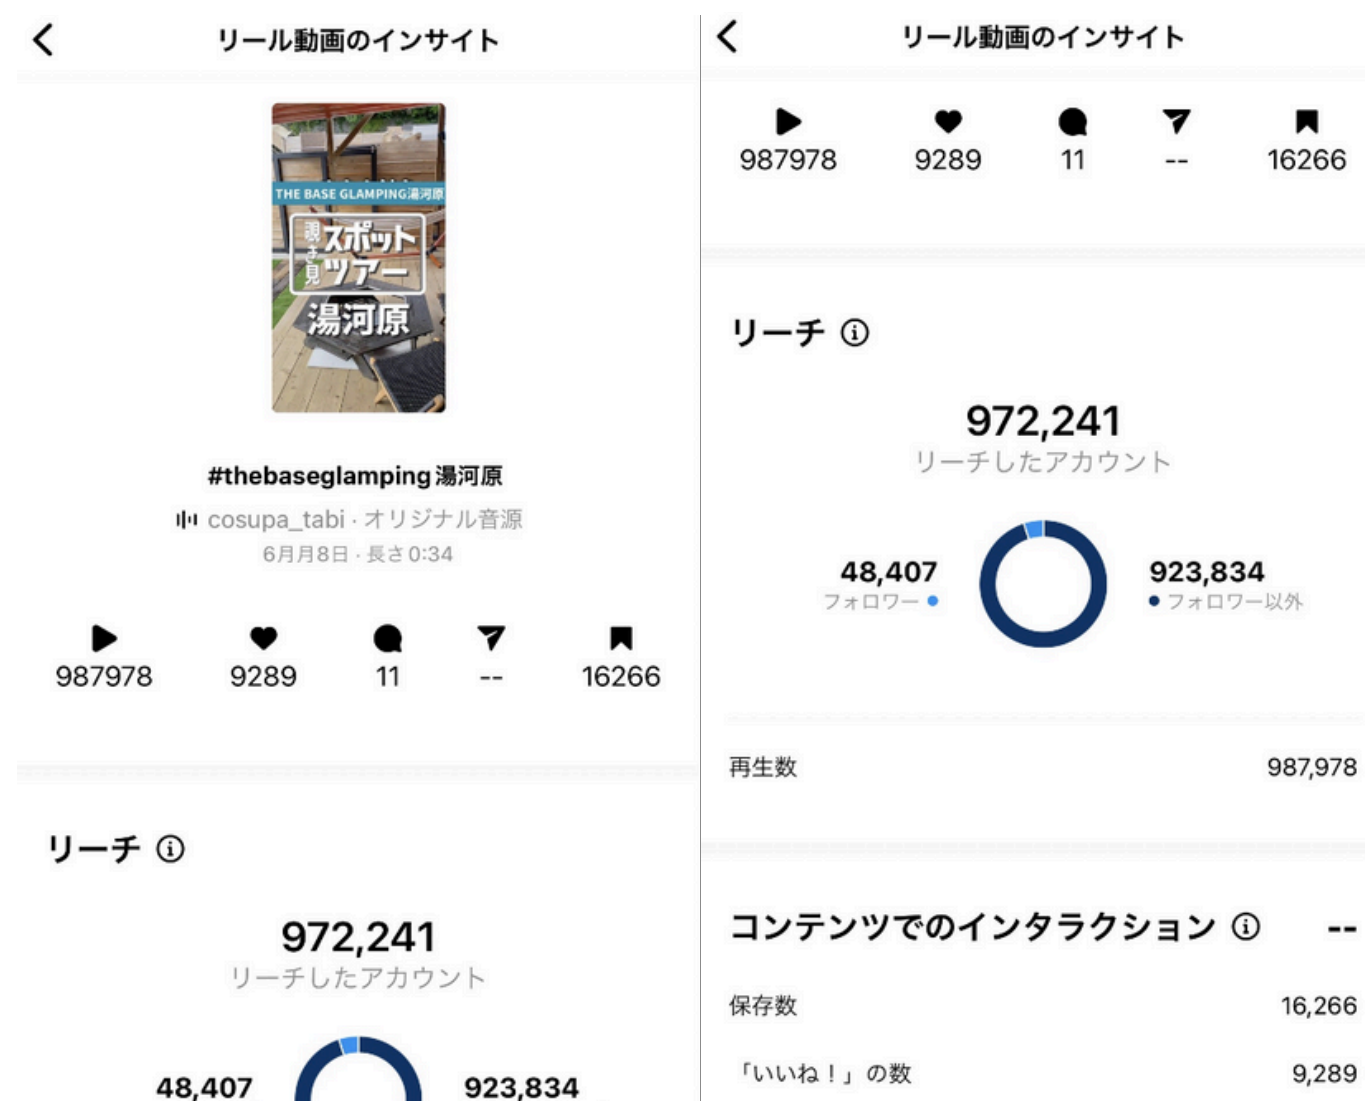 リール動画のインサイト
THE BASE GLAMPING湯河原
覗き見
スポット
ツアー
湯河原
#thebaseglamping湯河原
cosupa_tabi · オリジナル音源
6月月8日 · 長さ0:34
987978 9289 11 -- 16266
リーチ
972,241
リーチしたアカウント
48,407 923,834
リール動画のインサイト
987978 9289 11 -- 16266
リーチ
972,241
リーチしたアカウント
48,407 923,834
フォロワー フォロワー以外
再生数 987,978
コンテンツでのインタラクション --
保存数 16,266
「いいね！」の数 9,289